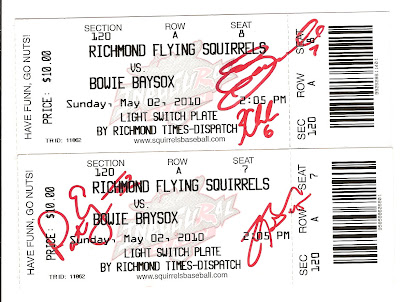 HAVE FUNN, GO NUTS!
PRICE: $10.00
TRID: 11062
SECTION ROW SEAT
120 A 8
RICHMOND FLYING SQUIRRELS
VS.
BOWIE BAYSOX
Sunday, May 02, 2010 2:05 PM
LIGHT SWITCH PLATE
BY RICHMOND TIMES-DISPATCH
www.squirrelsbaseball.com
SEAT 8
ROW A
SEC 120
HAVE FUNN, GO NUTS!
PRICE: $10.00
TRID: 11062
SECTION ROW SEAT
120 A 7
RICHMOND FLYING SQUIRRELS
VS.
BOWIE BAYSOX
Sunday, May 02, 2010 2:05 PM
LIGHT SWITCH PLATE
BY RICHMOND TIMES-DISPATCH
www.squirrelsbaseball.com
SEAT 7
ROW A
SEC 120